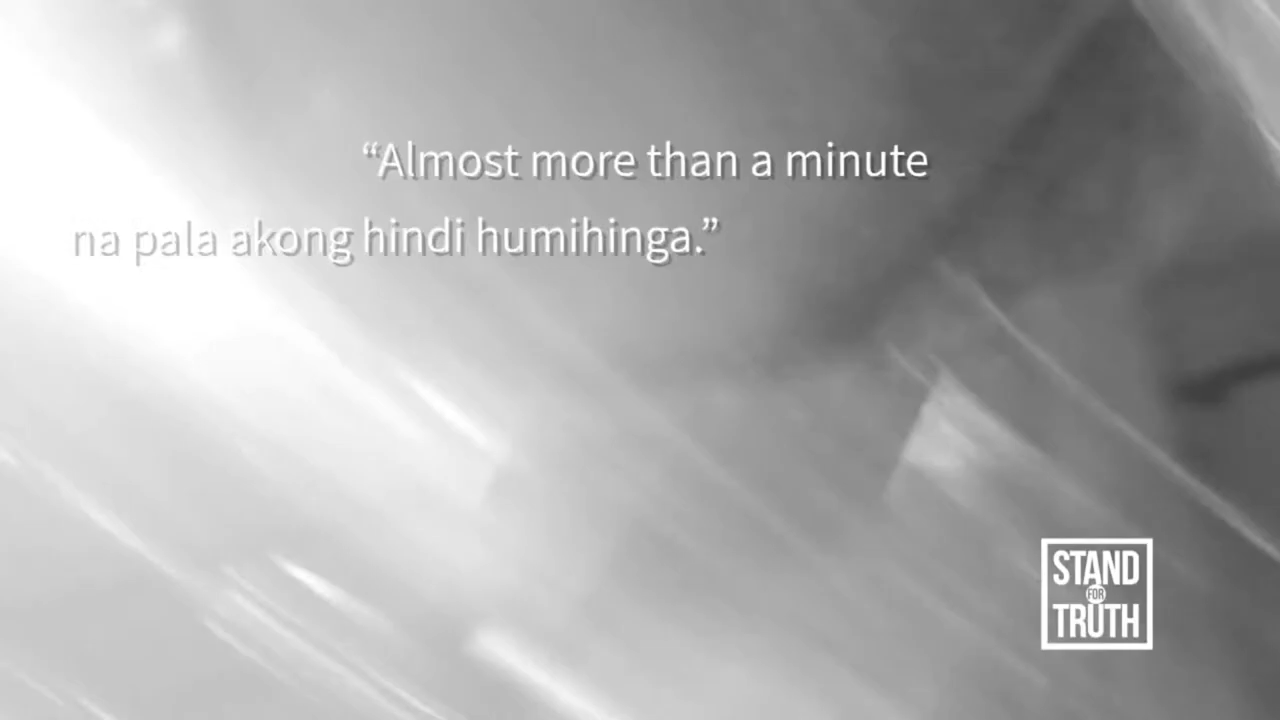 “Almost more than a minute
na pala akong hindi humihinga.”
STAND
FOR
TRUTH